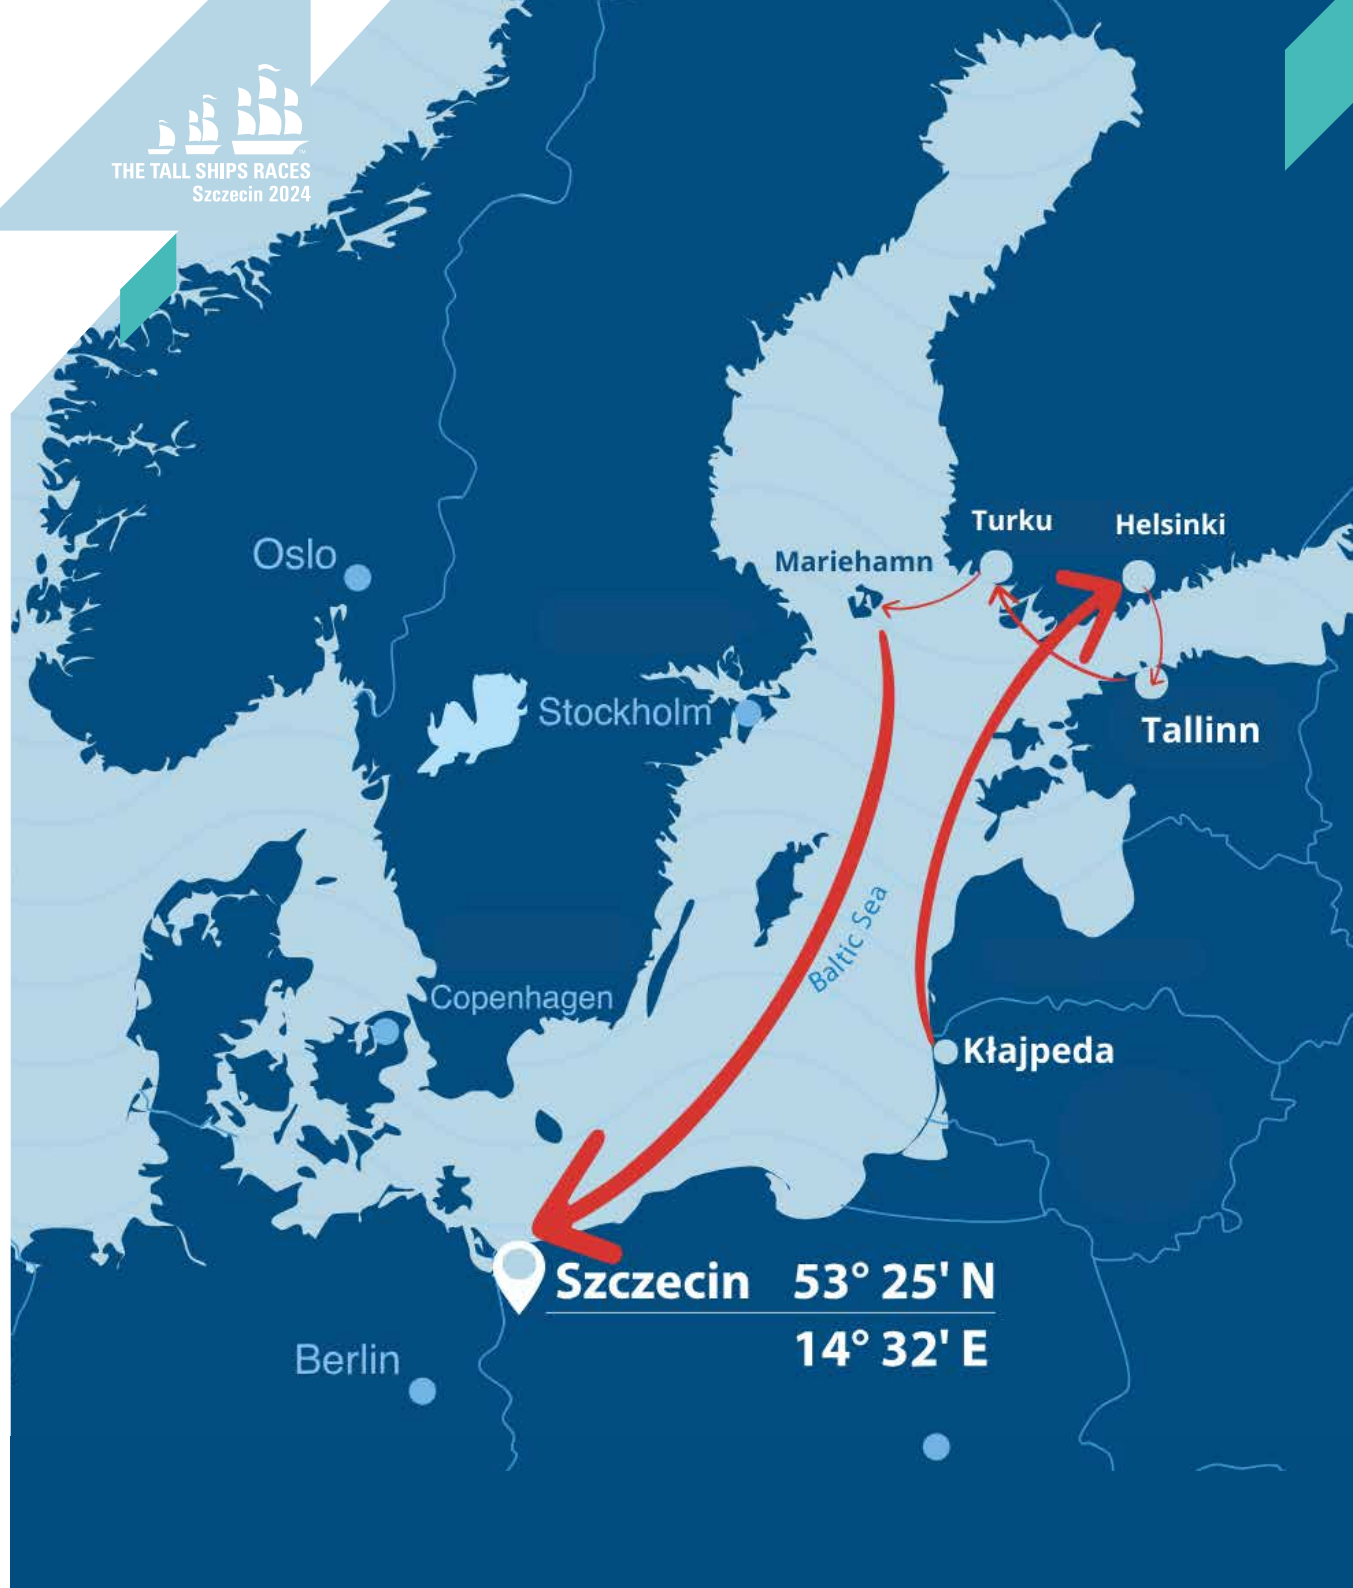 THE TALL SHIPS RACES
Szczecin 2024
Turku
Helsinki
Mariehamn
Oslo
Stockholm
Tallinn
Baltic Sea
Copenhagen
Kłajpeda
Szczecin 53° 25' N
14° 32' E
Berlin